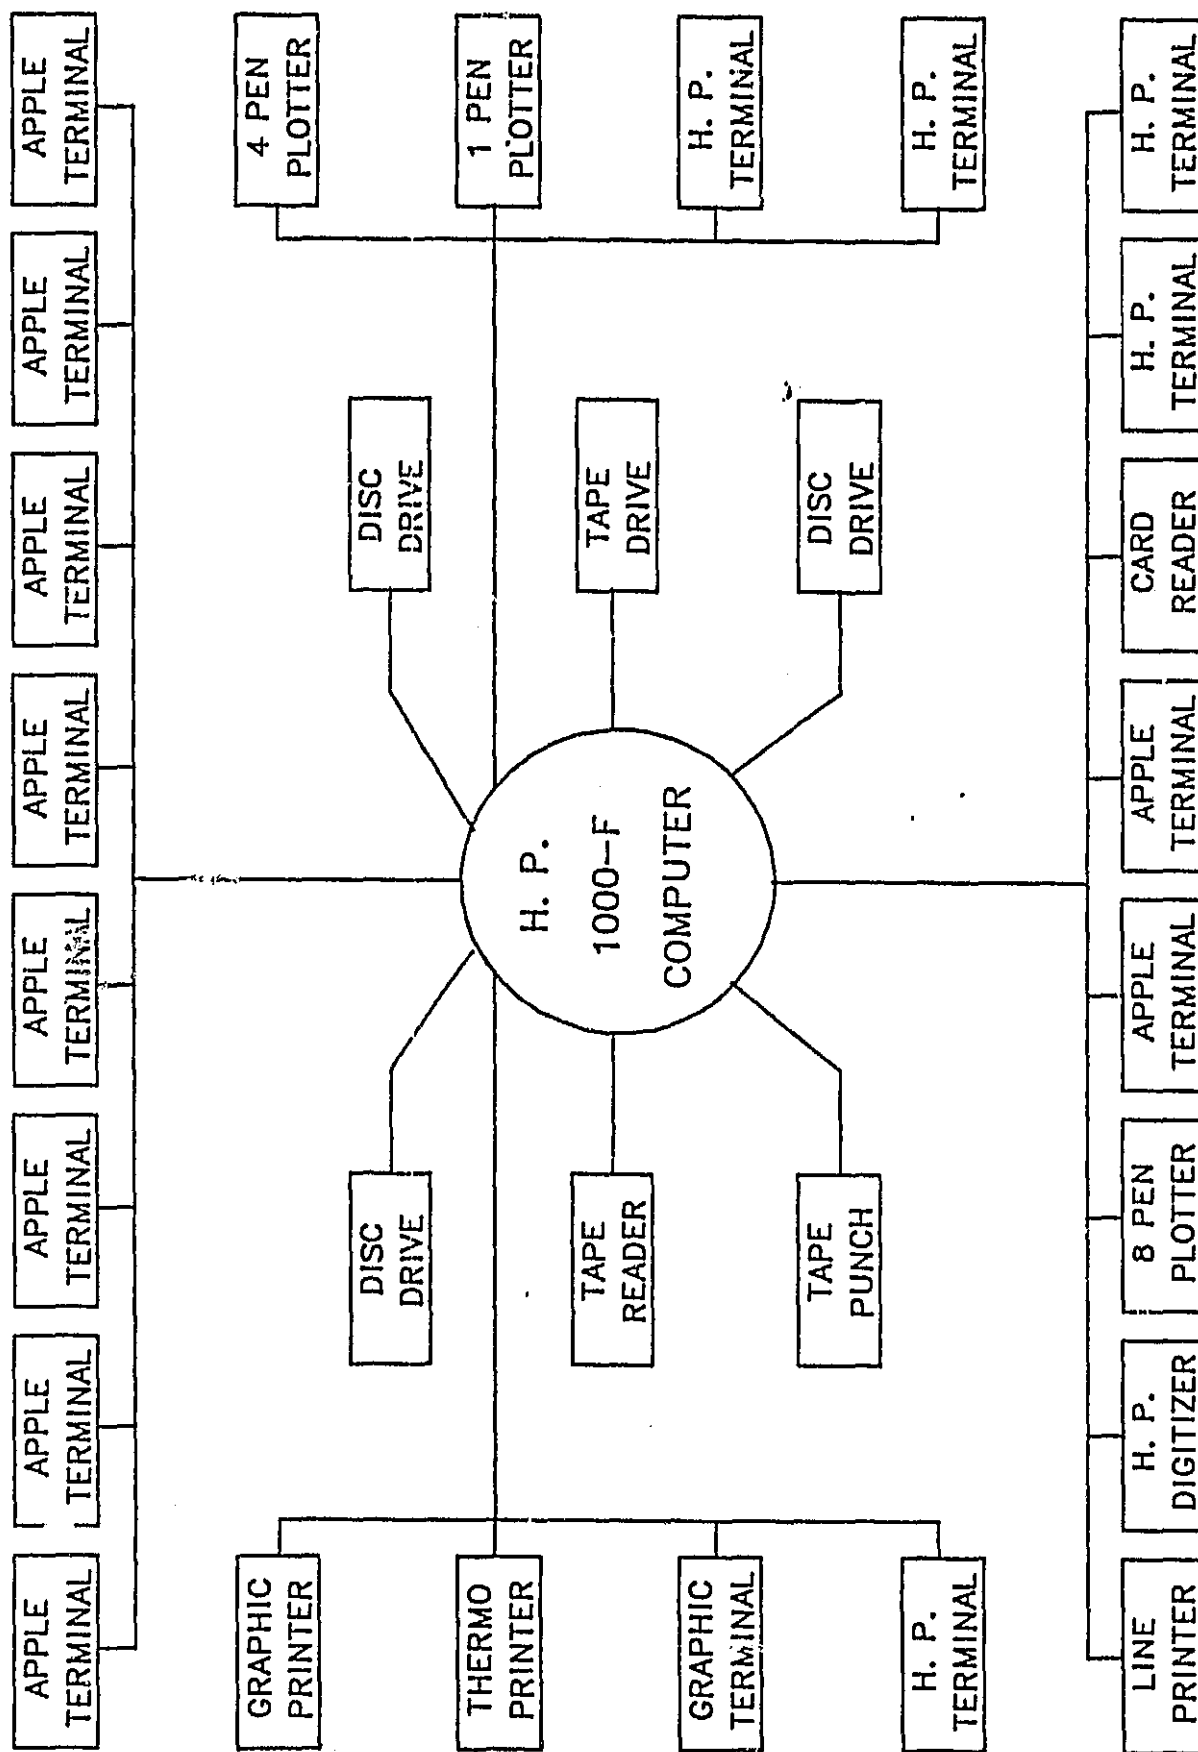 APPLE
TERMINAL
APPLE
TERMINAL
APPLE
TERMINAL
APPLE
TERMINAL
APPLE
TERMINAL
APPLE
TERMINAL
APPLE
TERMINAL
APPLE
TERMINAL
GRAPHIC
PRINTER
THERMO
PRINTER
GRAPHIC
TERMINAL
H. P.
TERMINAL
DISC
DRIVE
TAPE
READER
TAPE
PUNCH
H. P.
1000-F
COMPUTER
DISC
DRIVE
TAPE
DRIVE
DISC
DRIVE
4 PEN
PLOTTER
1 PEN
PLOTTER
H. P.
TERMINAL
H. P.
TERMINAL
LINE
PRINTER
H. P.
DIGITIZER
8 PEN
PLOTTER
APPLE
TERMINAL
APPLE
TERMINAL
CARD
READER
H. P.
TERMINAL
H. P.
TERMINAL